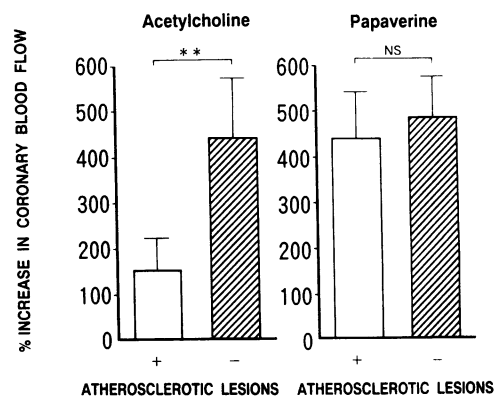 Acetylcholine Papaverine
** NS
% INCREASE IN CORONARY BLOOD FLOW
600 600
500 500
400 400
300 300
200 200
100 100
0 0
+ − + −
ATHEROSCLEROTIC LESIONS ATHEROSCLEROTIC LESIONS